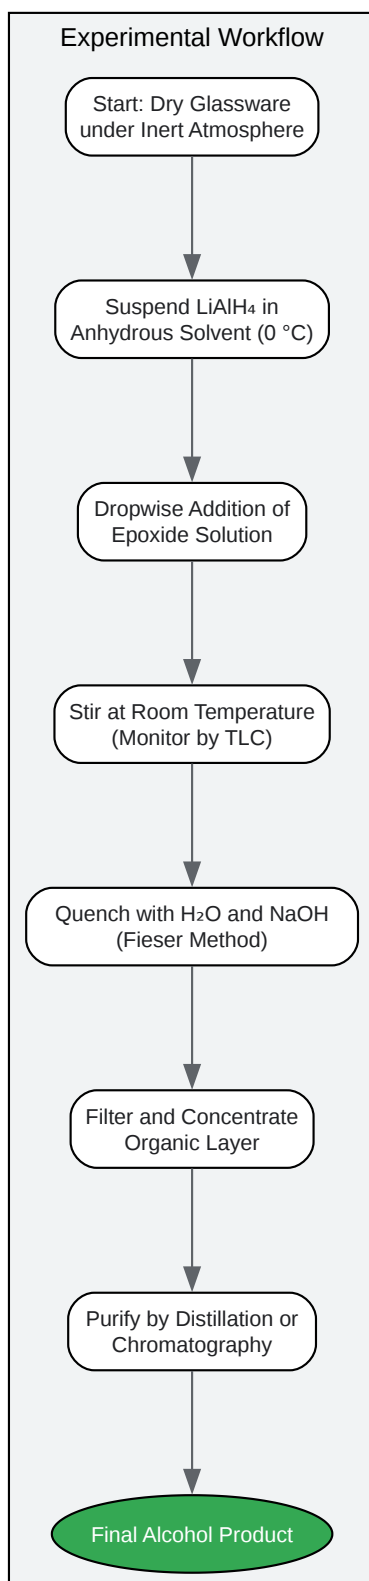 Experimental Workflow
Start: Dry Glassware
under Inert Atmosphere
Suspend LiAlH₄ in
Anhydrous Solvent (0 °C)
Dropwise Addition of
Epoxide Solution
Stir at Room Temperature
(Monitor by TLC)
Quench with H₂O and NaOH
(Fieser Method)
Filter and Concentrate
Organic Layer
Purify by Distillation or
Chromatography
Final Alcohol Product